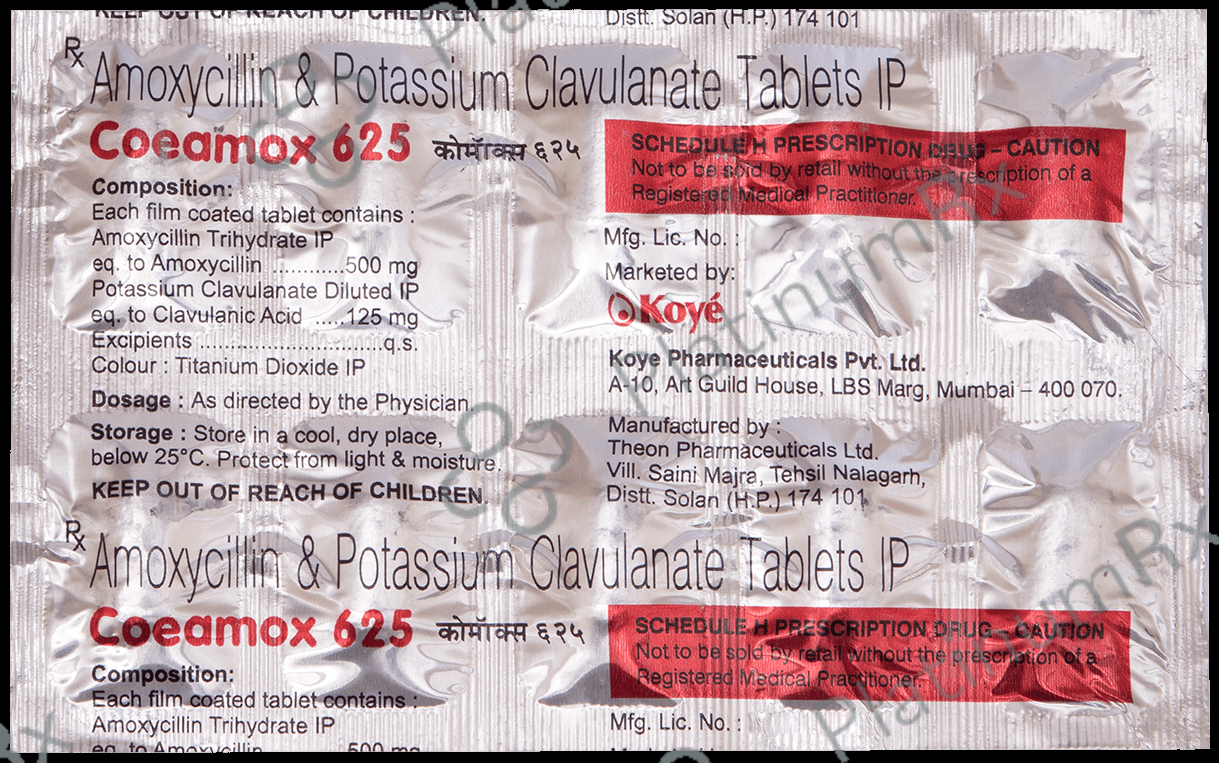 KEEP OUT OF REACH OF CHILDREN.
Distt. Solan (H.P.) 174 101
Rx
Amoxycillin & Potassium Clavulanate Tablets IP
Coeamox 625 कोमॉक्स ६२५
Composition:
Each film coated tablet contains :
Amoxycillin Trihydrate IP
eq. to Amoxycillin ............500 mg
Potassium Clavulanate Diluted IP
eq. to Clavulanic Acid .....125 mg
Excipients ...............................q.s.
Colour : Titanium Dioxide IP
Dosage : As directed by the Physician.
Storage : Store in a cool, dry place,
below 25°C. Protect from light & moisture.
KEEP OUT OF REACH OF CHILDREN.
SCHEDULE H PRESCRIPTION DRUG – CAUTION
Not to be sold by retail without the prescription of a
Registered Medical Practitioner.
Mfg. Lic. No. :
Marketed by:
Koyé
Koye Pharmaceuticals Pvt. Ltd.
A-10, Art Guild House, LBS Marg, Mumbai – 400 070.
Manufactured by :
Theon Pharmaceuticals Ltd.
Vill. Saini Majra, Tehsil Nalagarh,
Distt. Solan (H.P.) 174 101
Rx
Amoxycillin & Potassium Clavulanate Tablets IP
Coeamox 625 कोमॉक्स ६२५
Composition:
Each film coated tablet contains :
Amoxycillin Trihydrate IP
eq. to Amoxycillin 500 mg
SCHEDULE H PRESCRIPTION DRUG – CAUTION
Not to be sold by retail without the prescription of a
Registered Medical Practitioner.
Mfg. Lic. No. :
PlatinumRx
PlatinumRx